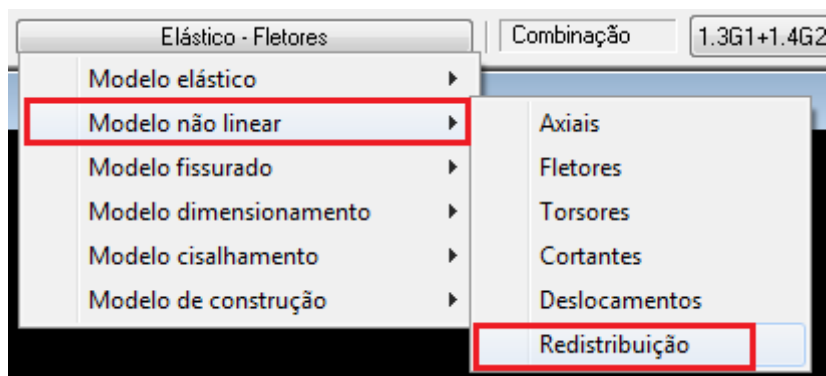 Elástico - Fletores
Combinação
1.3G1+1.4G2
Modelo elástico
Modelo não linear
Modelo fissurado
Modelo dimensionamento
Modelo cisalhamento
Modelo de construção
Axiais
Fletores
Torsores
Cortantes
Deslocamentos
Redistribuição